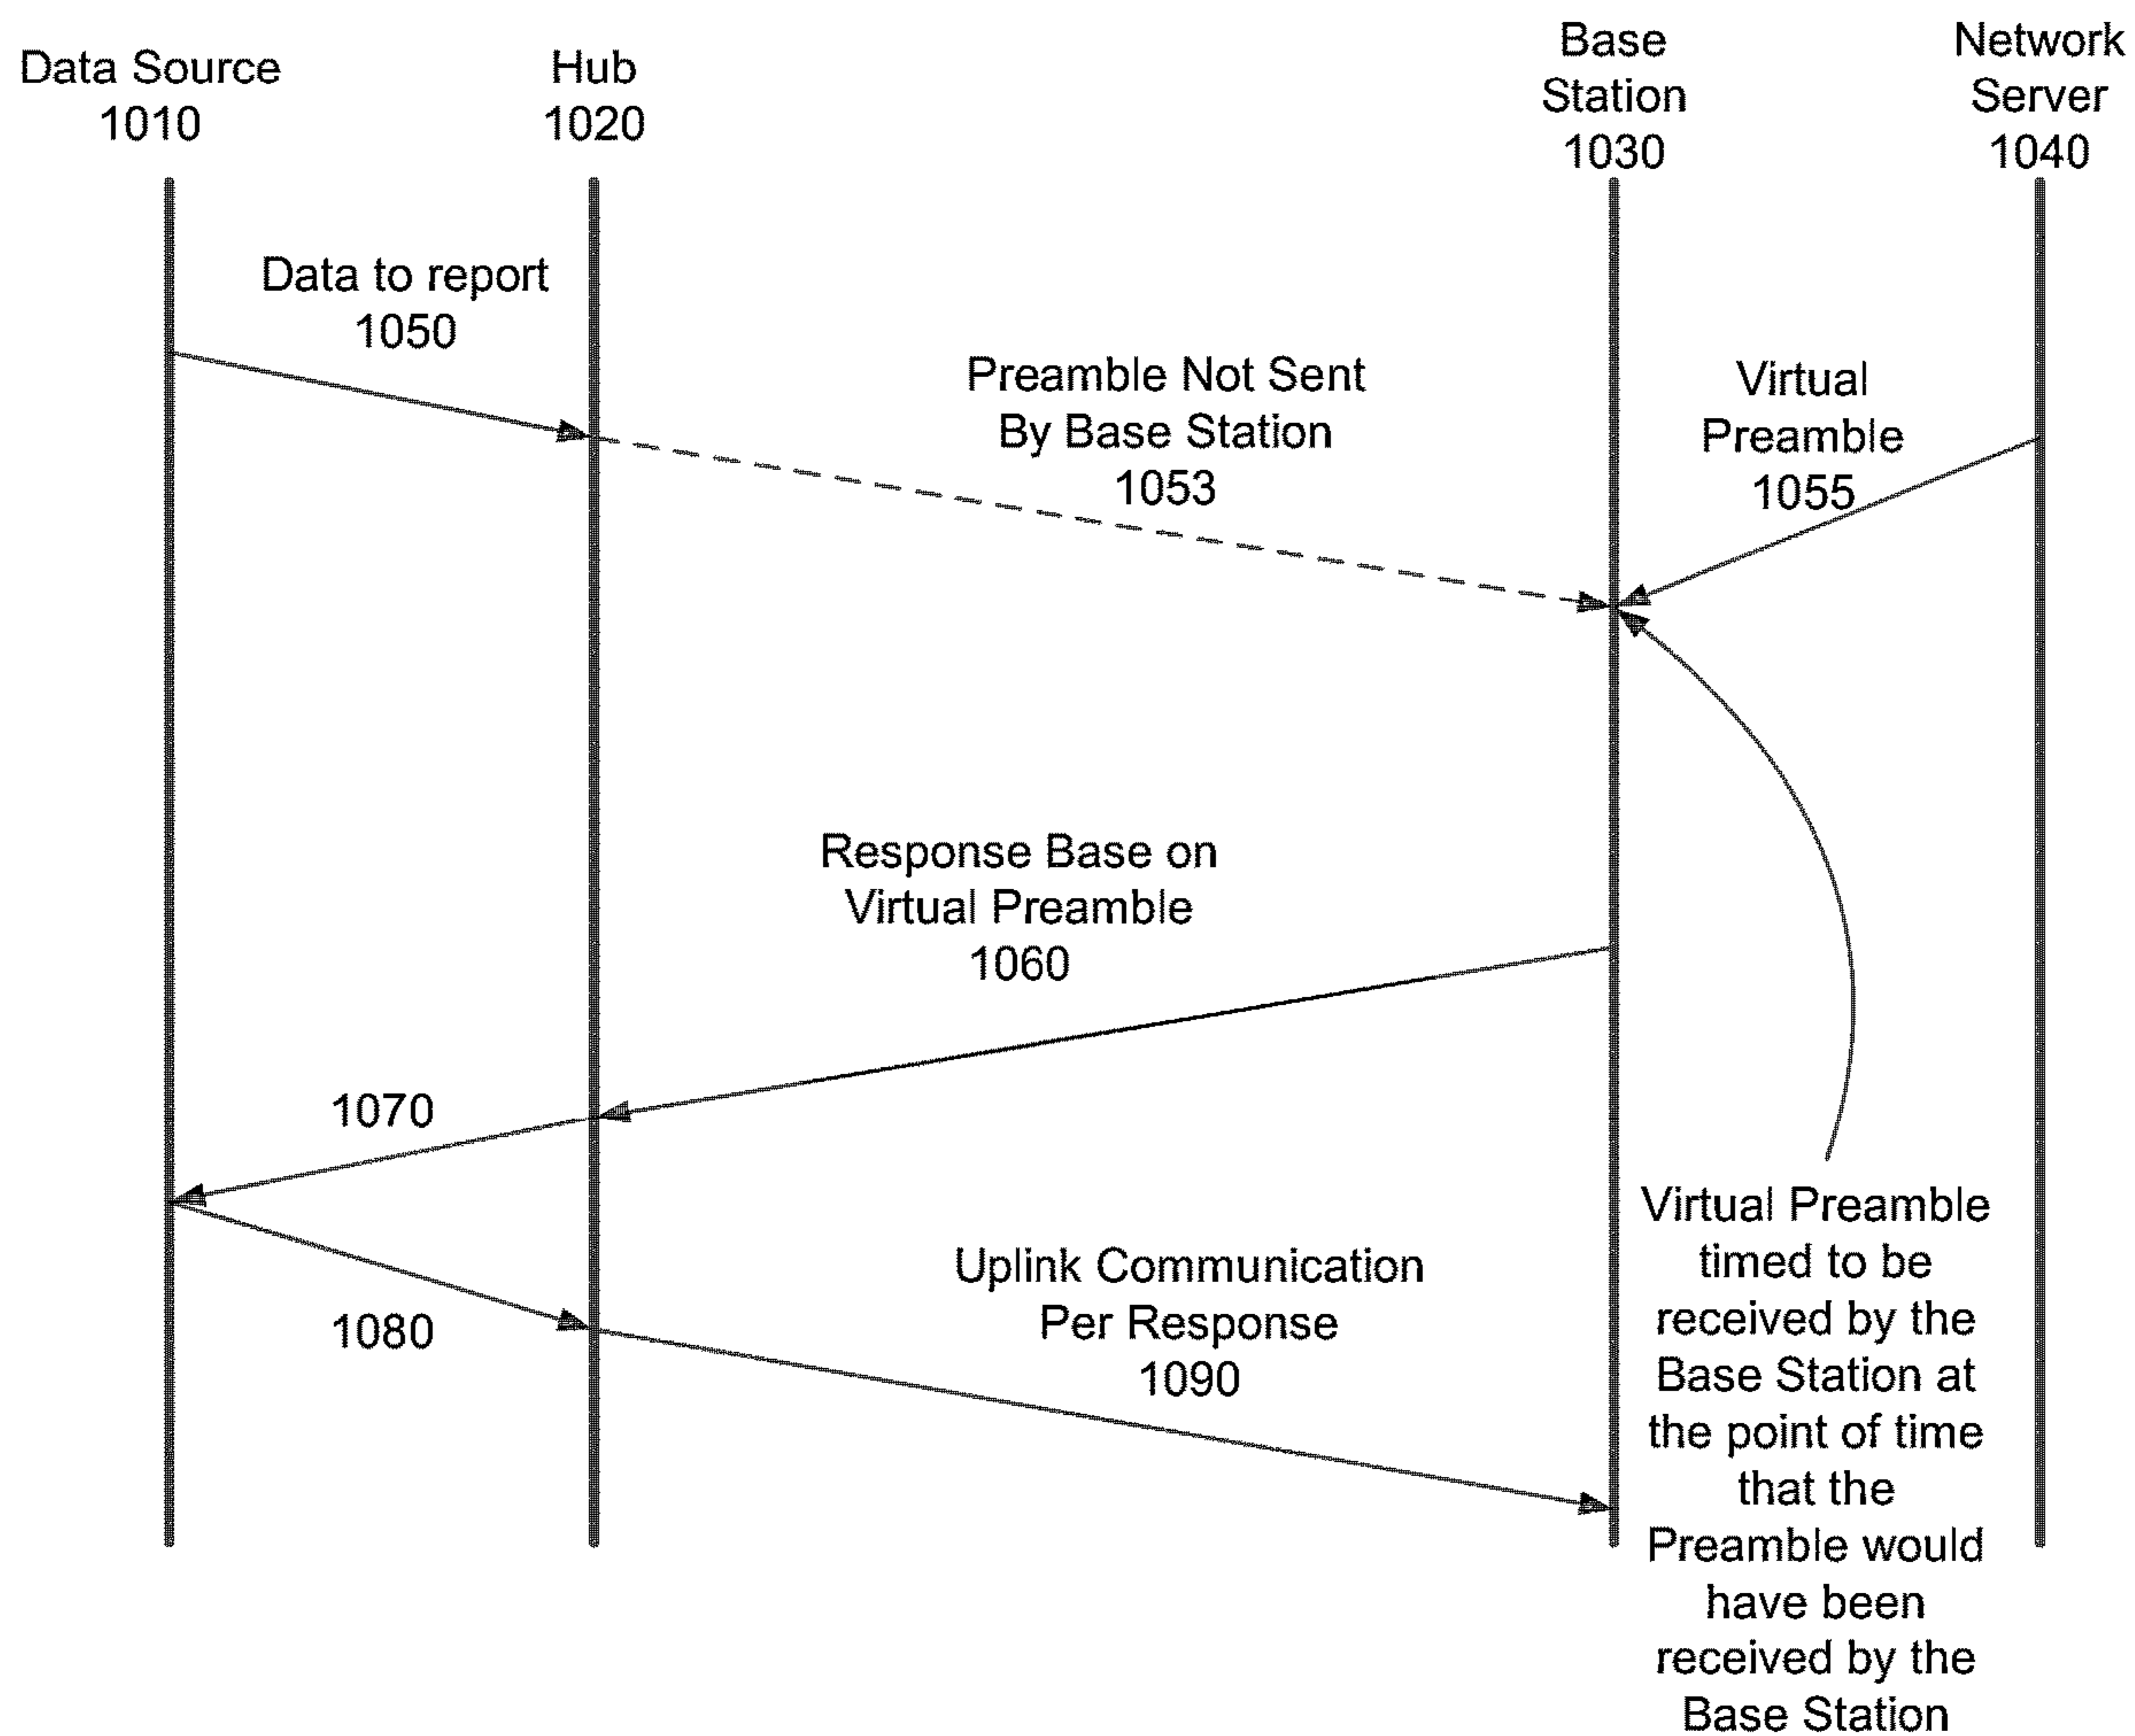 Data Source
1010
Hub
1020
Base
Station
1030
Network
Server
1040
Data to report
1050
Preamble Not Sent
By Base Station
1053
Virtual
Preamble
1055
Response Base on
Virtual Preamble
1060
1070
1080
Uplink Communication
Per Response
1090
Virtual Preamble
timed to be
received by the
Base Station at
the point of time
that the
Preamble would
have been
received by the
Base Station